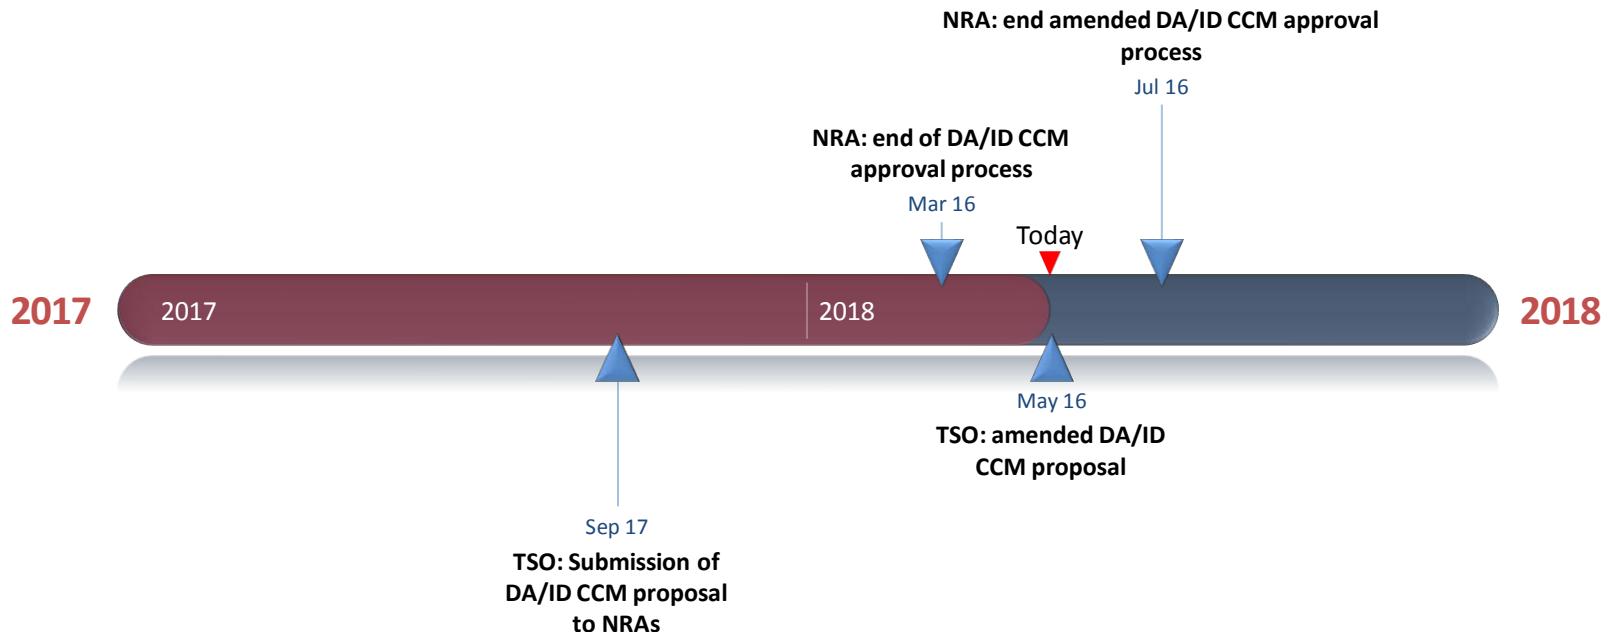 NRA: end amended DA/ID CCM approval
process
Jul 16
NRA: end of DA/ID CCM
approval process
Mar 16
Today
2017
2017
2018
2018
May 16
TSO: amended DA/ID
CCM proposal
Sep 17
TSO: Submission of
DA/ID CCM proposal
to NRAs